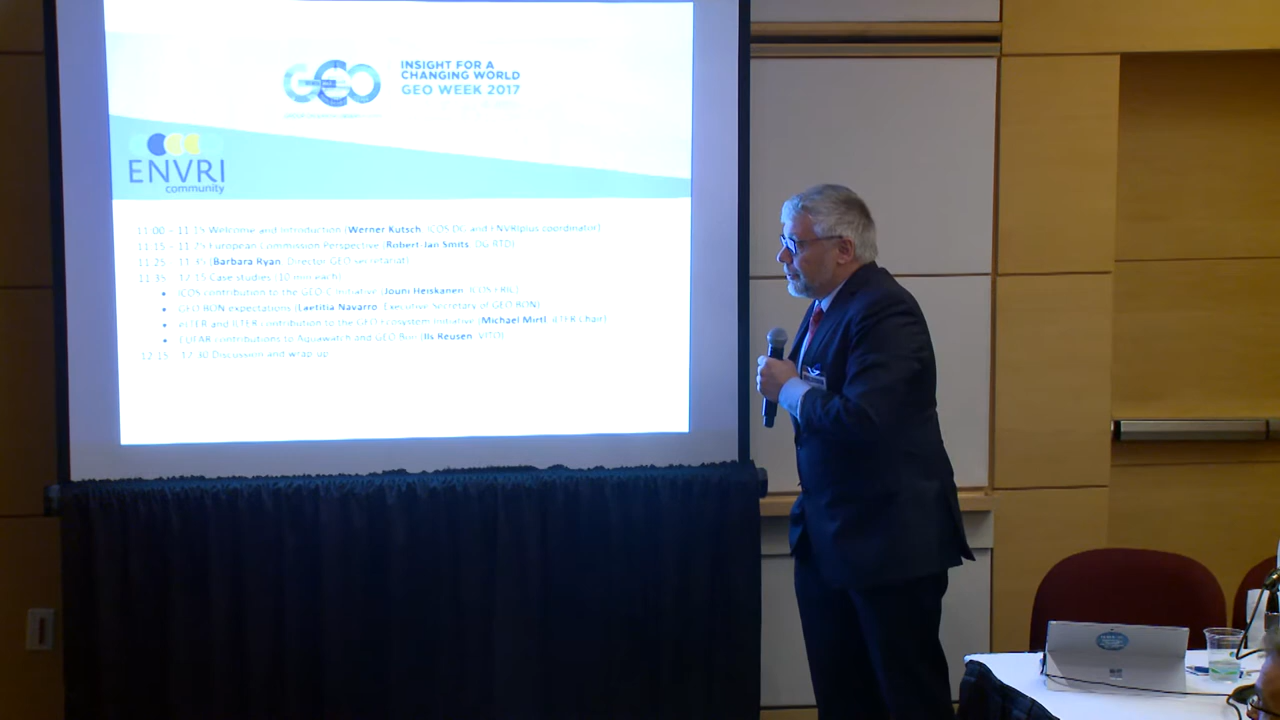 GEO
INSIGHT FOR A
CHANGING WORLD
GEO WEEK 2017
ENVRI
community
11:00 - 11:15 Welcome and Introduction (Werner Kutsch, ICOS DG and ENVRIplus coordinator)
11:15 - 11:25 European Commission Perspective (Robert-Jan Smits, DG RTD)
11:25 - 11:35 (Barbara Ryan, Director GEO secretariat)
11:35 - 12:15 Case studies (10 min each)
• ICOS contribution to the GEO-C Initiative (Jouni Heiskanen, ICOS ERIC)
• GEO BON expectations (Laetitia Navarro, Executive Secretary of GEO BON)
• eLTER and ILTER contribution to the GEO Ecosystem Initiative (Michael Mirtl, ILTER Chair)
• EUFAR contributions to Aquawatch and GEO Bon (Ils Reusen, VITO)
12:15 - 12:30 Discussion and wrap up